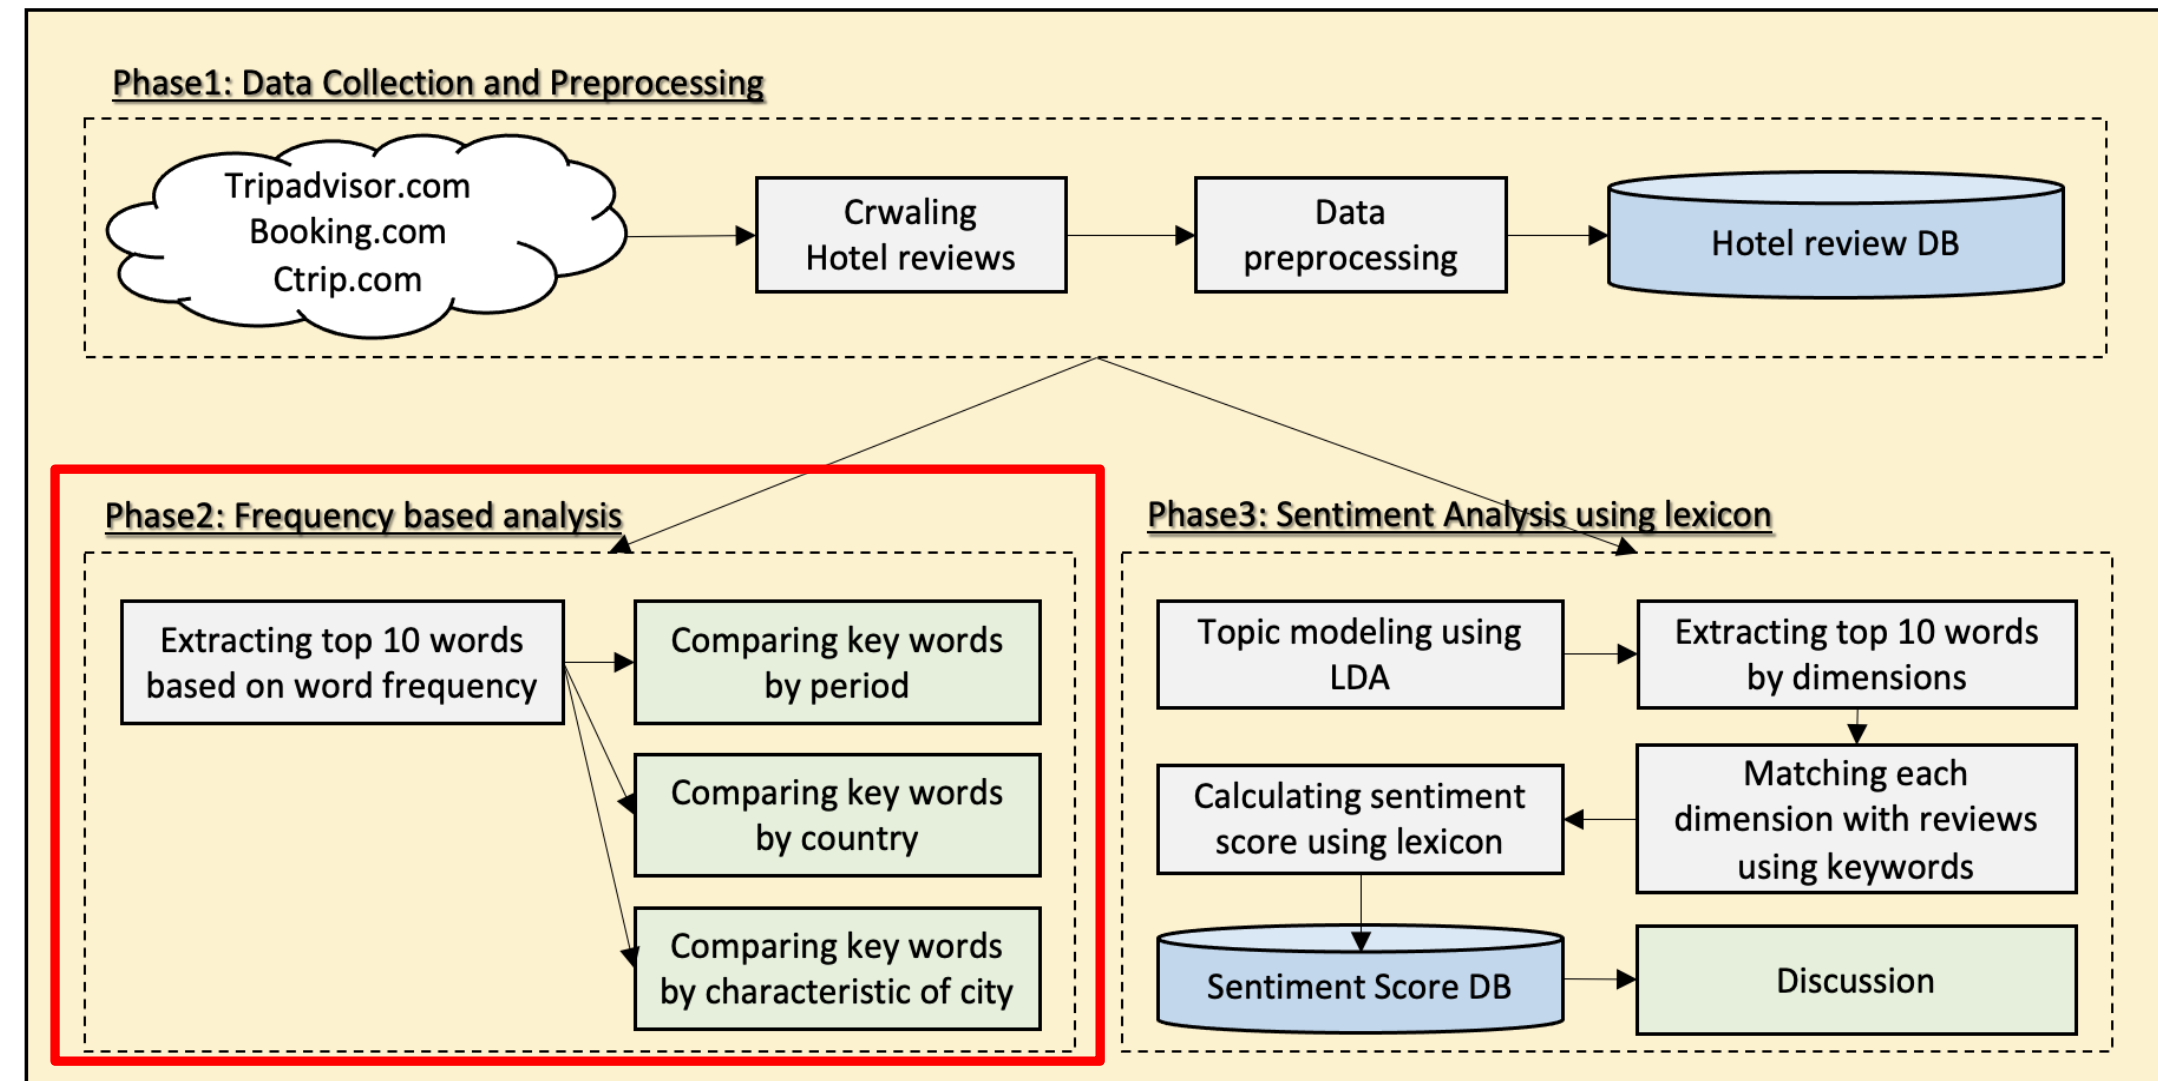 Phase1: Data Collection and Preprocessing
Tripadvisor.com
Booking.com
Ctrip.com
Crwaling
Hotel reviews
Data
preprocessing
Hotel review DB
Phase2: Frequency based analysis
Extracting top 10 words
based on word frequency
Comparing key words
by period
Comparing key words
by country
Comparing key words
by characteristic of city
Phase3: Sentiment Analysis using lexicon
Topic modeling using
LDA
Extracting top 10 words
by dimensions
Matching each
dimension with reviews
using keywords
Calculating sentiment
score using lexicon
Sentiment Score DB
Discussion